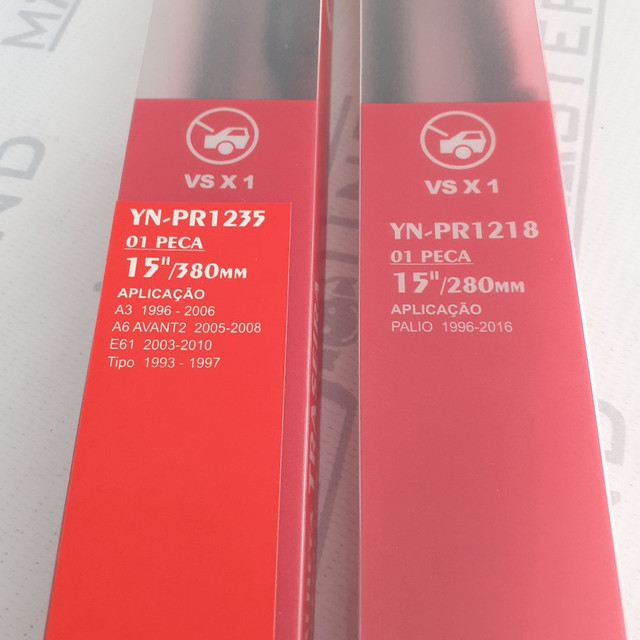 VS X 1
YN-PR1235
01 PECA
15"/380MM
APLICAÇÃO
A3 1996 - 2006
A6 AVANT2 2005-2008
E61 2003-2010
Tipo 1993 - 1997
VS X 1
YN-PR1218
01 PECA
15"/280MM
APLICAÇÃO
PALIO 1996-2016